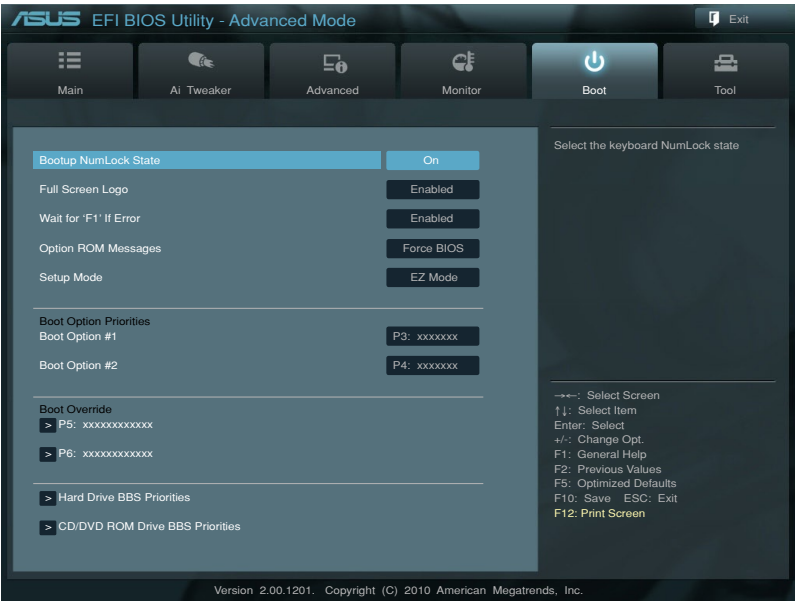 ASUS EFI BIOS Utility - Advanced Mode
Exit
Main
Ai Tweaker
Advanced
Monitor
Boot
Tool
Bootup NumLock State On
Full Screen Logo Enabled
Wait for ‘F1’ If Error Enabled
Option ROM Messages Force BIOS
Setup Mode EZ Mode
Boot Option Priorities
Boot Option #1 P3: xxxxxxx
Boot Option #2 P4: xxxxxxx
Boot Override
> P5: xxxxxxxxxxxx
> P6: xxxxxxxxxxxx
> Hard Drive BBS Priorities
> CD/DVD ROM Drive BBS Priorities
Select the keyboard NumLock state
→←: Select Screen
↑↓: Select Item
Enter: Select
+/-: Change Opt.
F1: General Help
F2: Previous Values
F5: Optimized Defaults
F10: Save ESC: Exit
F12: Print Screen
Version 2.00.1201. Copyright (C) 2010 American Megatrends, Inc.